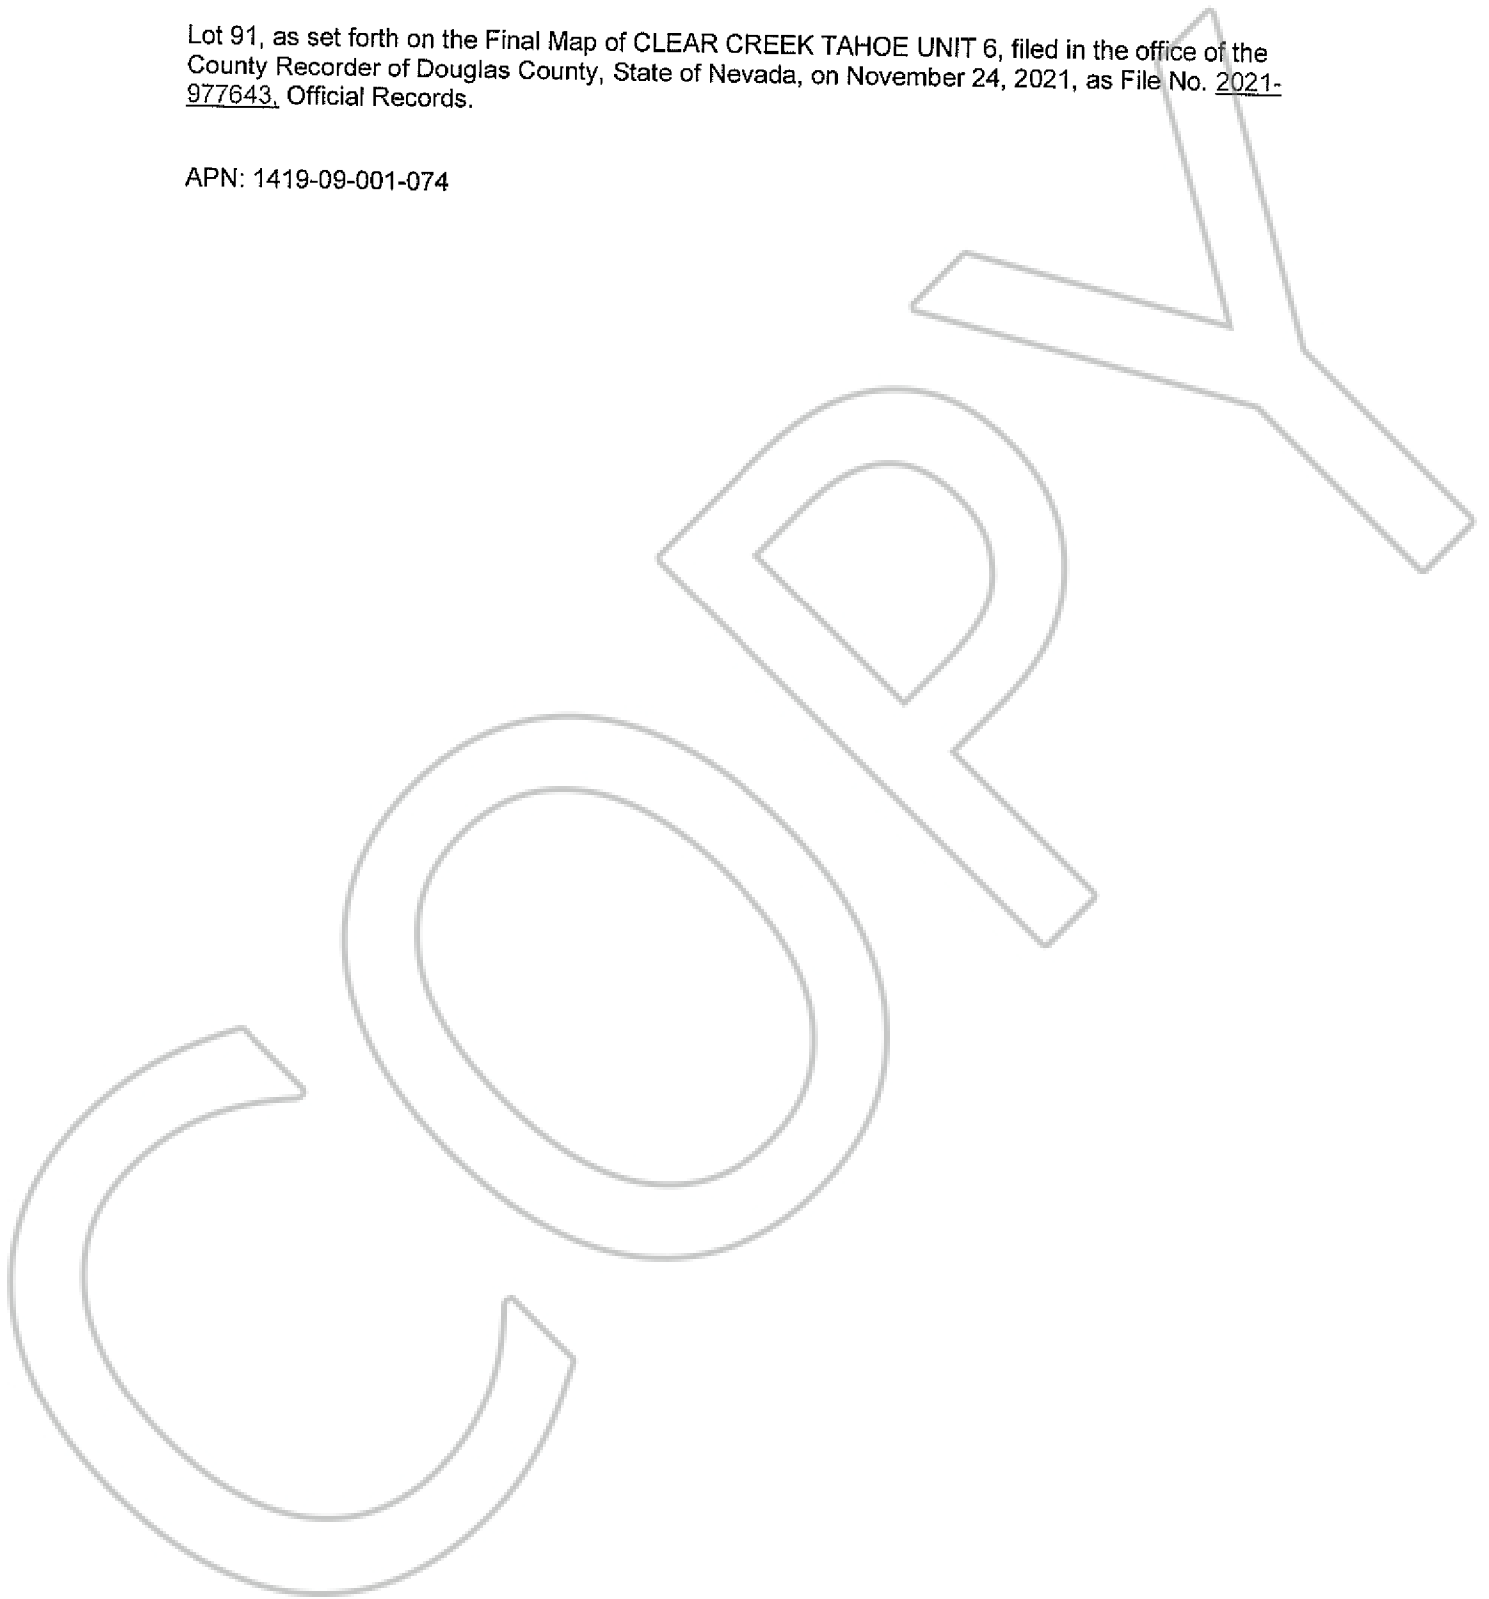 Lot 91, as set forth on the Final Map of CLEAR CREEK TAHOE UNIT 6, filed in the office of the
County Recorder of Douglas County, State of Nevada, on November 24, 2021, as File No. 2021-
977643, Official Records.
APN: 1419-09-001-074
COPY